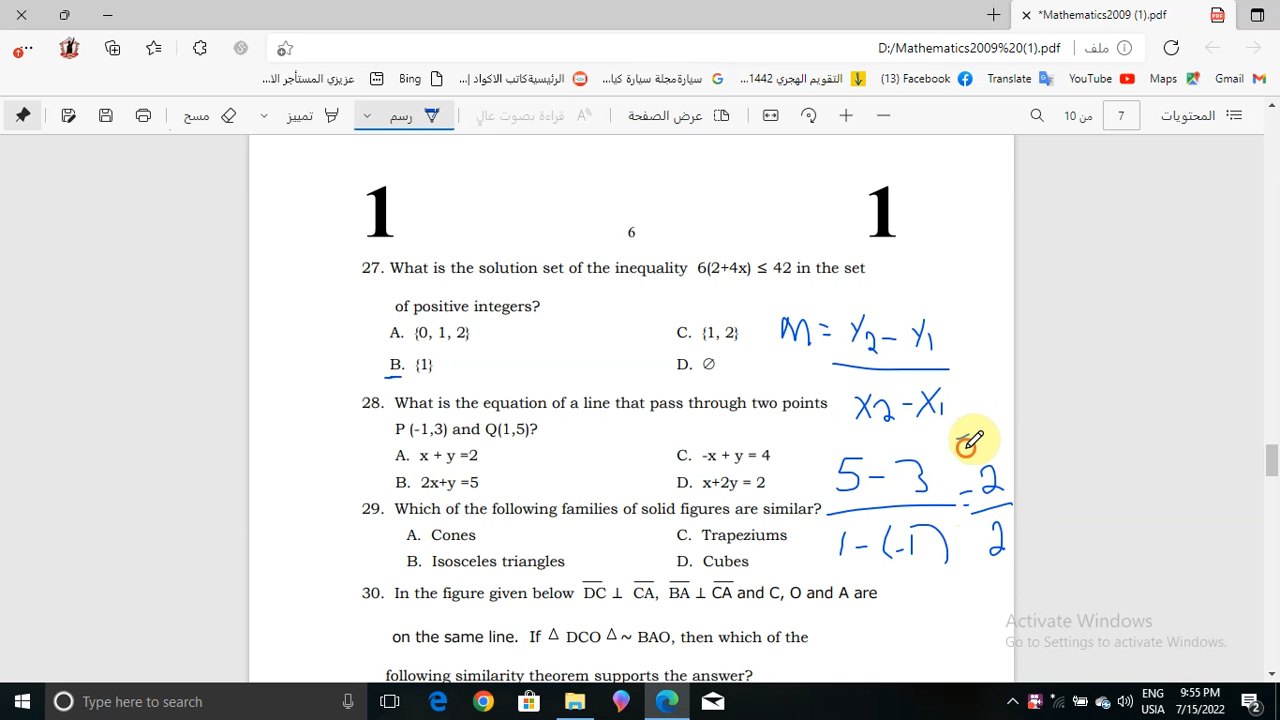 *Mathematics2009 (1).pdf
D:/Mathematics2009%20(1).pdf ملف
عزيزي المستأجر الا... Bing الرئيسيةكاتب الاكواد |... سيارةمجلة سيارة كيا... التقويم الهجري 1442... (13) Facebook Translate YouTube Maps Gmail
مسح تمييز رسم قراءة بصوت عالٍ عرض الصفحة من 10 7 المحتويات
1 1
6
27. What is the solution set of the inequality 6(2+4x) ≤ 42 in the set
of positive integers?
A. {0, 1, 2} C. {1, 2}
B. {1} D. ∅
28. What is the equation of a line that pass through two points
P (-1,3) and Q(1,5)?
A. x + y =2 C. -x + y = 4
B. 2x+y =5 D. x+2y = 2
29. Which of the following families of solid figures are similar?
A. Cones C. Trapeziums
B. Isosceles triangles D. Cubes
30. In the figure given below DC ⊥ CA, BA ⊥ CA and C, O and A are
on the same line. If Δ DCO Δ ~ BAO, then which of the
following similarity theorem supports the answer?
M = Y2 - Y1
X2 - X1
5 - 3 = 2
1 - (-1) 2
Activate Windows
Go to Settings to activate Windows.
Type here to search
ENG
USIA
9:55 PM
7/15/2022
2